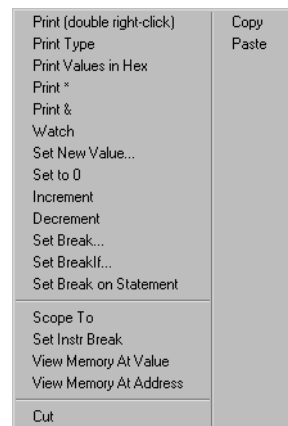 Print (double right-click)
Print Type
Print Values in Hex
Print *
Print &
Watch
Set New Value...
Set to 0
Increment
Decrement
Set Break...
Set BreakIf...
Set Break on Statement
Scope To
Set Instr Break
View Memory At Value
View Memory At Address
Cut
Copy
Paste